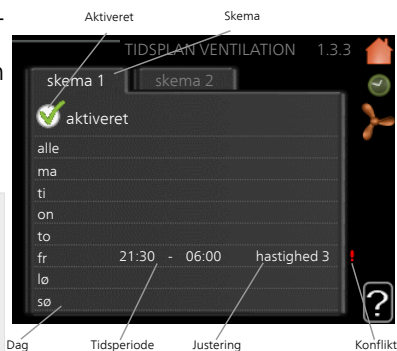 Aktiveret Skema
TIDSPLAN VENTILATION 1.3.3
skema 1 skema 2
aktiveret
alle
ma
ti
on
to
fr 21:30 - 06:00 hastighed 3 !
lø
sø ?
Dag Tidsperiode Justering Konflikt